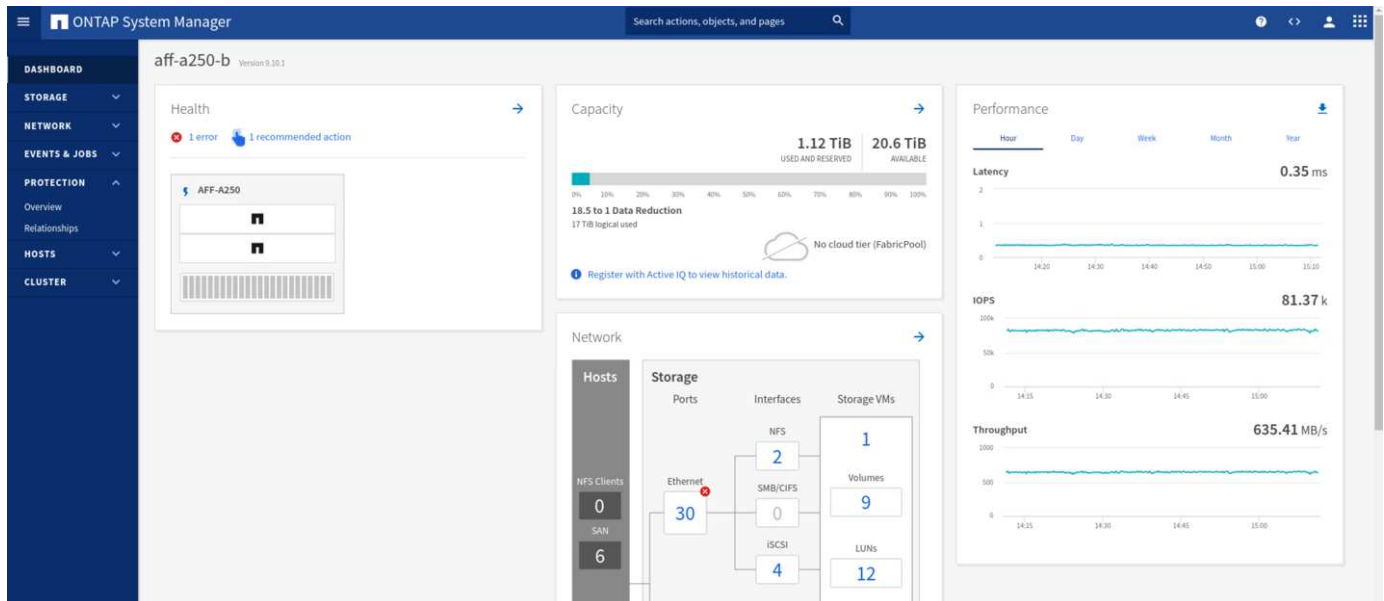 ONTAP System Manager
Search actions, objects, and pages
DASHBOARD
STORAGE
NETWORK
EVENTS & JOBS
PROTECTION
Overview
Relationships
HOSTS
CLUSTER
aff-a250-b Version 9.10.1
Health
1 error 1 recommended action
AFF-A250
Capacity
1.12 TiB 20.6 TiB
USED AND RESERVED AVAILABLE
0% 10% 20% 30% 40% 50% 60% 70% 80% 90% 100%
18.5 to 1 Data Reduction
17 TiB logical used
No cloud tier (FabricPool)
Register with Active IQ to view historical data.
Network
Hosts
NFS Clients
0
SAN
6
Storage
Ports Interfaces Storage VMs
Ethernet
30
NFS
2
SMB/CIFS
0
iSCSI
4
1
Volumes
9
LUNs
12
Performance
Hour Day Week Month Year
Latency 0.35 ms
2
1
0
14:20 14:30 14:40 14:50 15:00 15:10
IOPS 81.37 k
100k
50k
0
14:15 14:30 14:45 15:00
Throughput 635.41 MB/s
1000
500
0
14:15 14:30 14:45 15:00